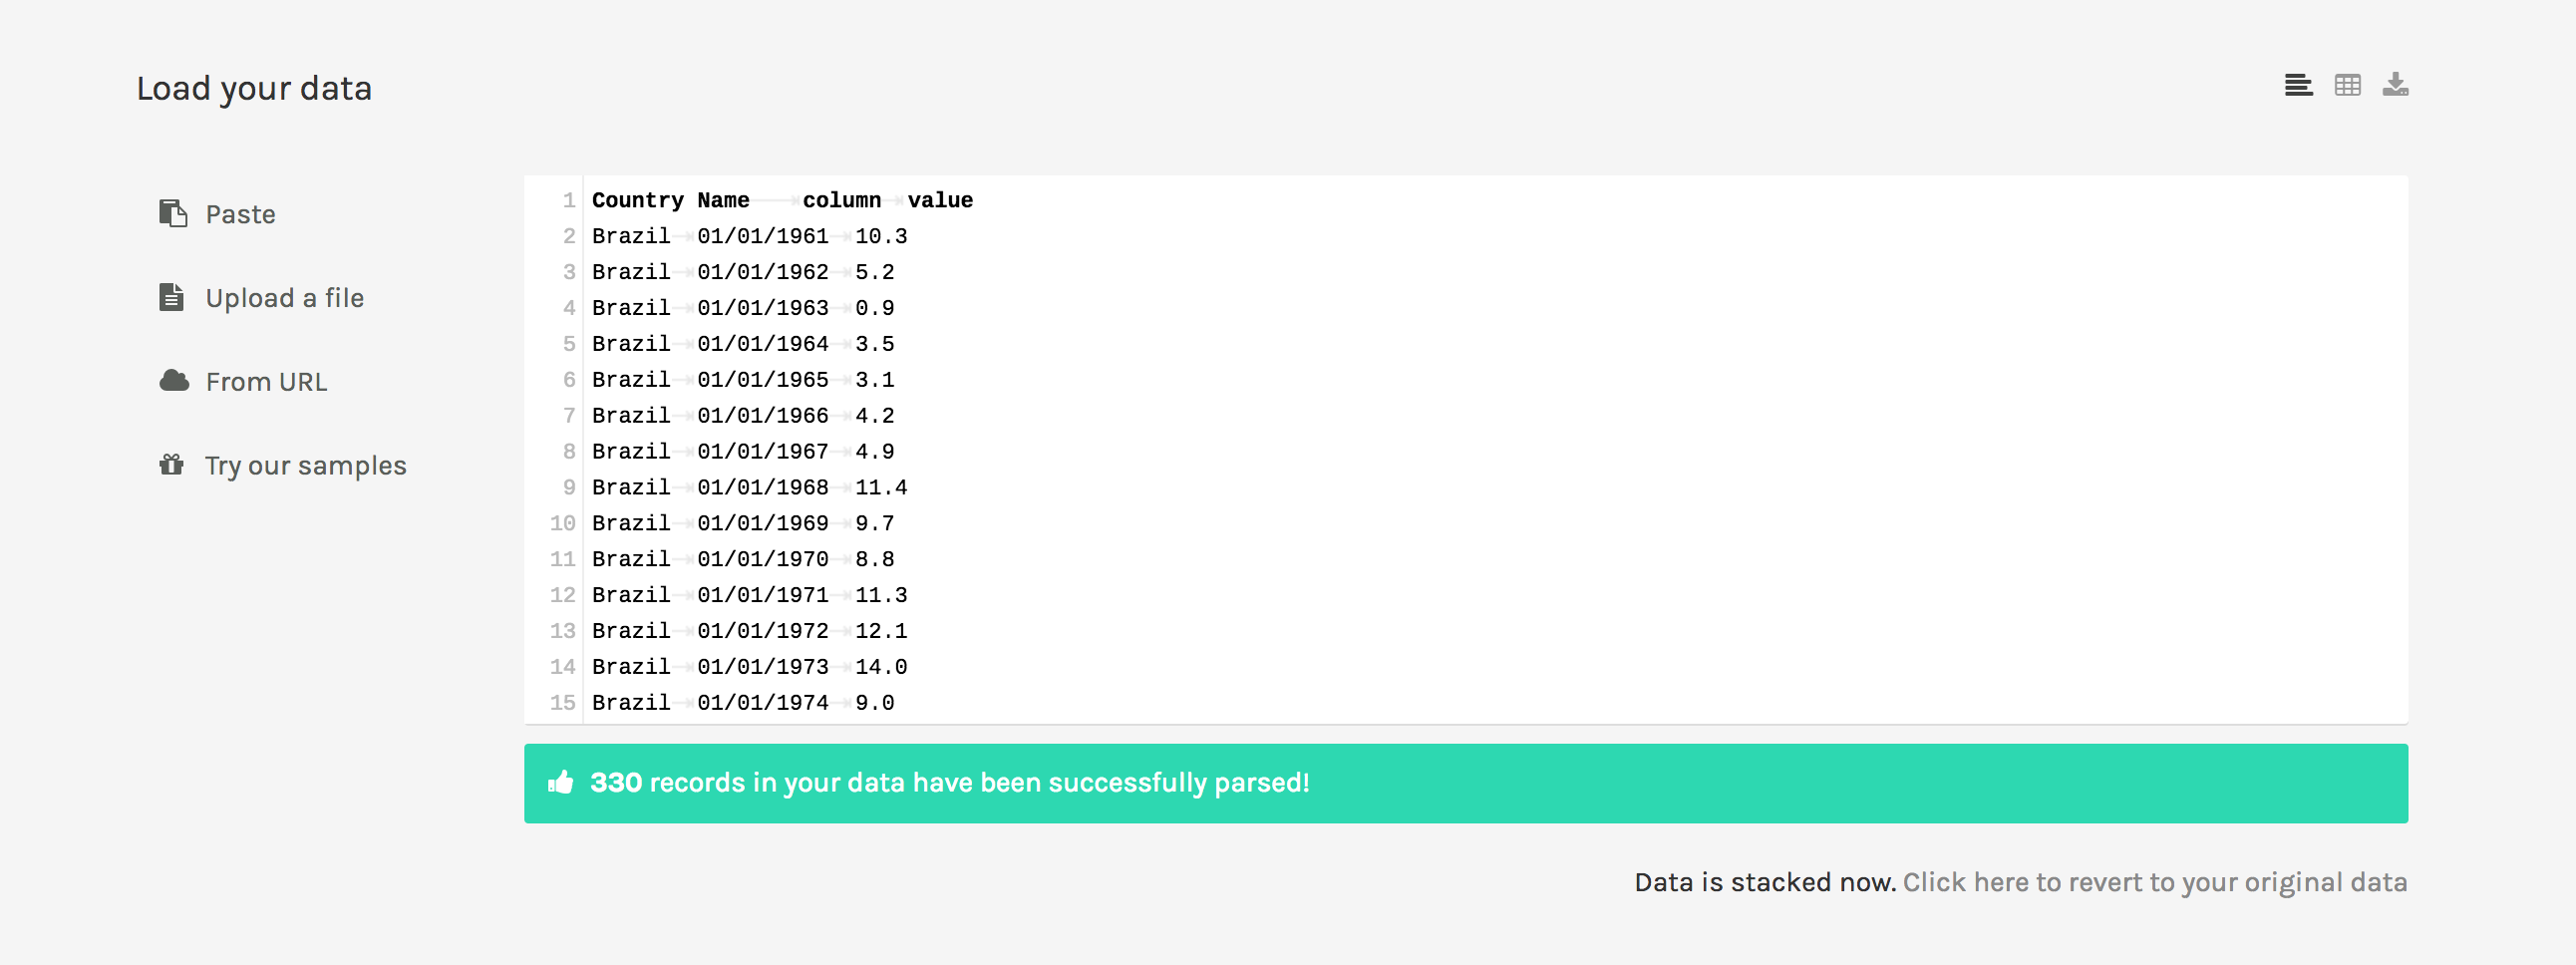 Load your data
Paste
Upload a file
From URL
Try our samples
1 Country Name column value
2 Brazil 01/01/1961 10.3
3 Brazil 01/01/1962 5.2
4 Brazil 01/01/1963 0.9
5 Brazil 01/01/1964 3.5
6 Brazil 01/01/1965 3.1
7 Brazil 01/01/1966 4.2
8 Brazil 01/01/1967 4.9
9 Brazil 01/01/1968 11.4
10 Brazil 01/01/1969 9.7
11 Brazil 01/01/1970 8.8
12 Brazil 01/01/1971 11.3
13 Brazil 01/01/1972 12.1
14 Brazil 01/01/1973 14.0
15 Brazil 01/01/1974 9.0
330 records in your data have been successfully parsed!
Data is stacked now. Click here to revert to your original data